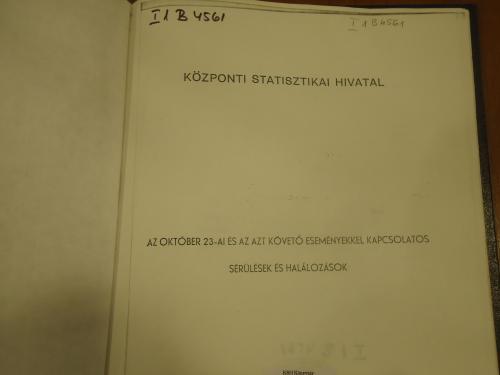 I 1 B 4561
I 1 B 4561
KÖZPONTI STATISZTIKAI HIVATAL
AZ OKTÓBER 23-AI ÉS AZ AZT KÖVETŐ ESEMÉNYEKKEL KAPCSOLATOS
SÉRÜLÉSEK ÉS HALÁLOZÁSOK